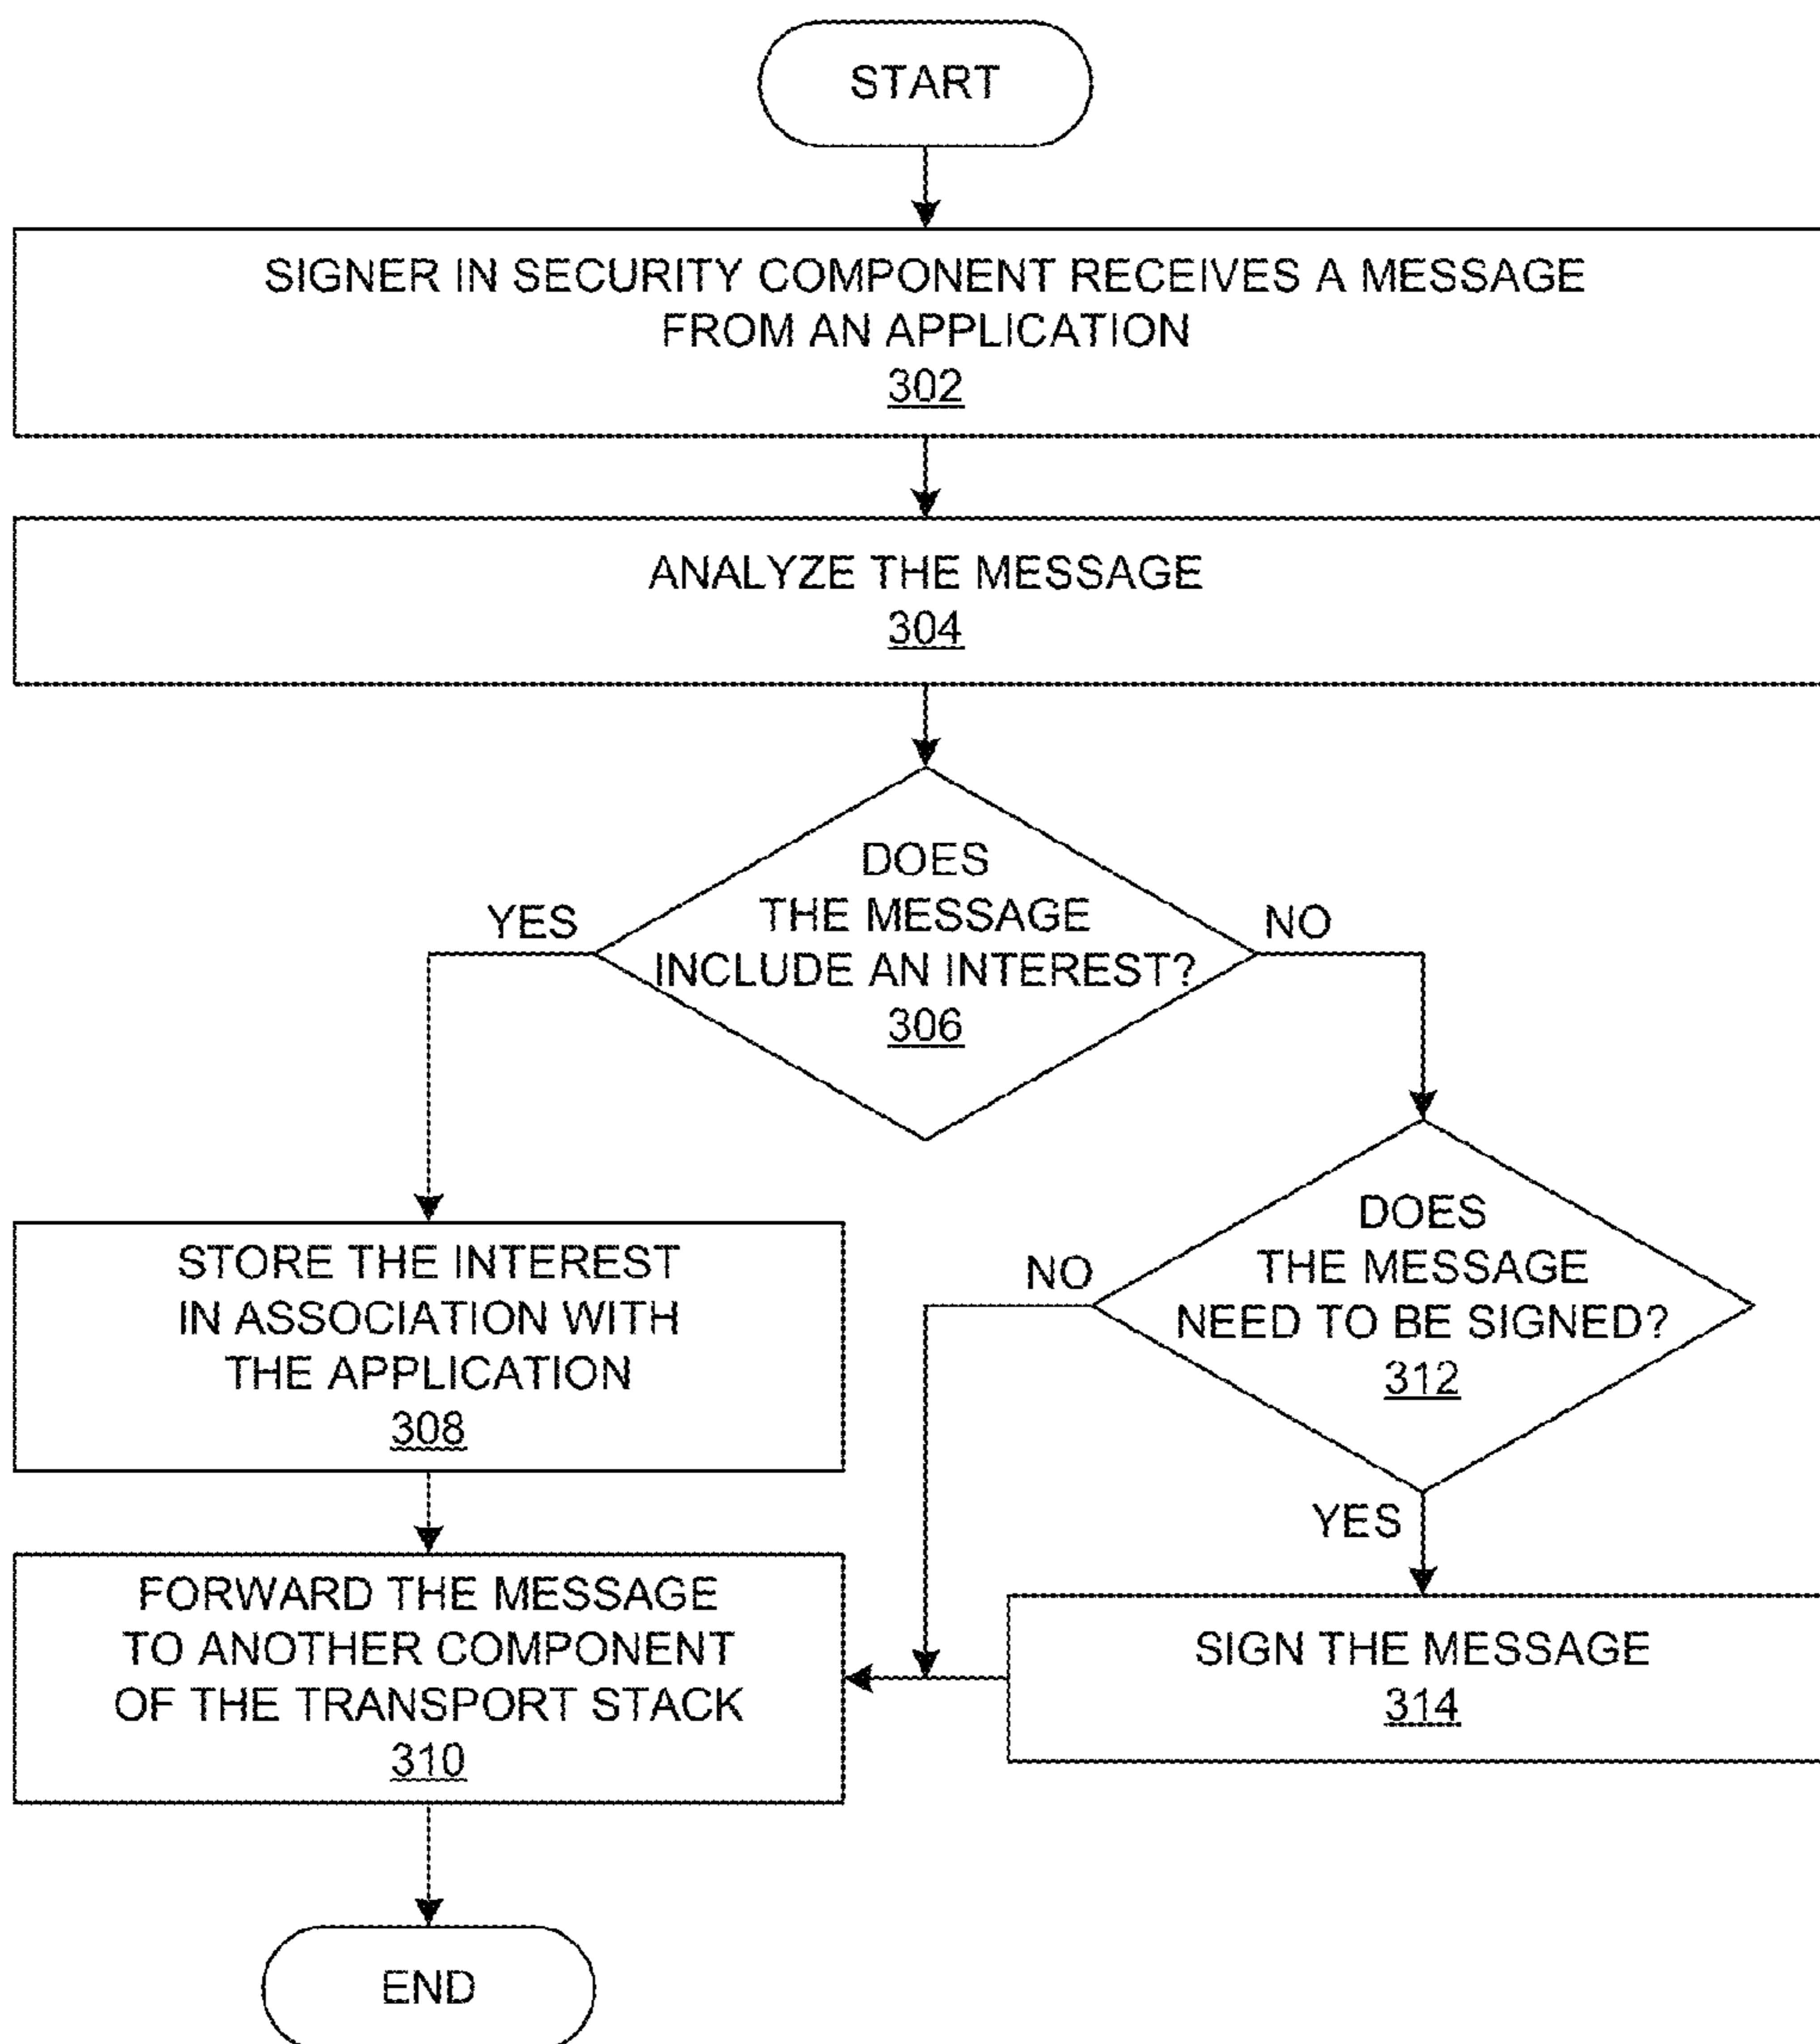 START
SIGNER IN SECURITY COMPONENT RECEIVES A MESSAGE
FROM AN APPLICATION
302
ANALYZE THE MESSAGE
304
DOES
THE MESSAGE
INCLUDE AN INTEREST?
306
YES
NO
STORE THE INTEREST
IN ASSOCIATION WITH
THE APPLICATION
308
DOES
THE MESSAGE
NEED TO BE SIGNED?
312
NO
YES
FORWARD THE MESSAGE
TO ANOTHER COMPONENT
OF THE TRANSPORT STACK
310
SIGN THE MESSAGE
314
END